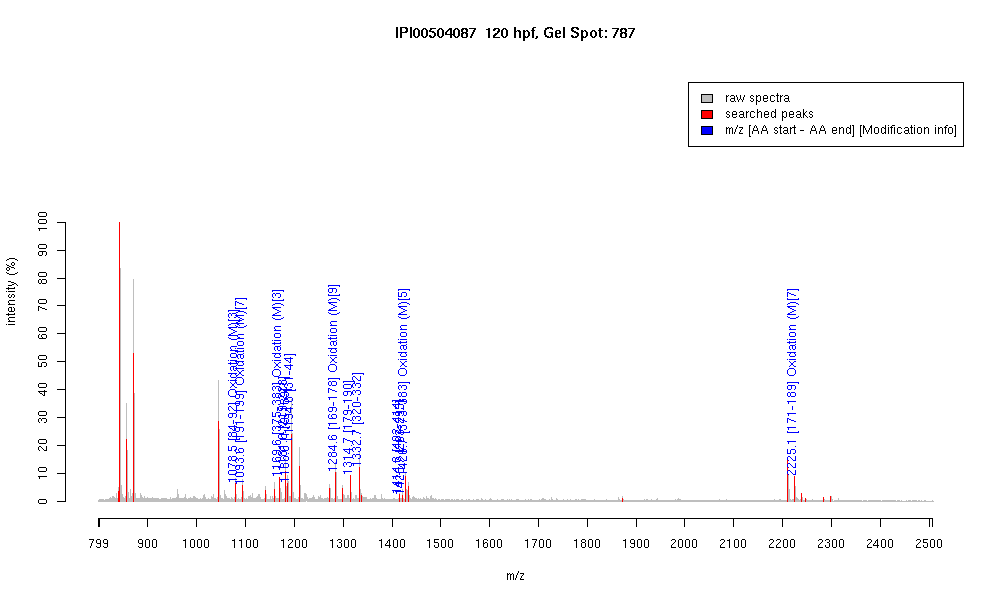 IPI00504087 120 hpf, Gel Spot: 787
raw spectra
searched peaks
m/z [AA start - AA end] [Modification info]
intensity (%)
100
90
80
70
60
50
40
30
20
10
0
1078.5 [84-92] Oxidation (M)[3]
1093.6 [191-199] Oxidation (M)[7]
1169.6 [375-383] Oxidation (M)[3]
1284.6 [169-178] Oxidation (M)[9]
1314.7 [179-190]
1332.7 [320-332]
Oxidation (M)[5]
2225.1 [171-189] Oxidation (M)[7]
799 900 1000 1100 1200 1300 1400 1500 1600 1700 1800 1900 2000 2100 2200 2300 2400 2500
m/z